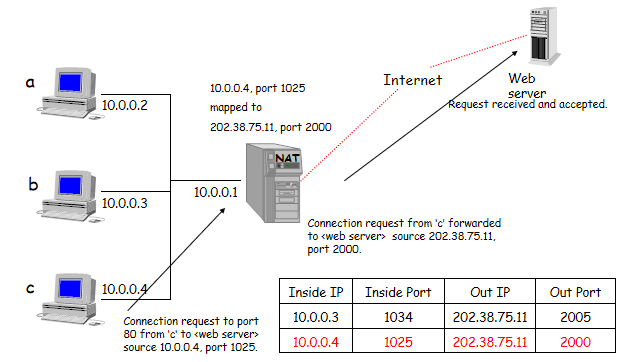 a
10.0.0.2
b
10.0.0.3
c
10.0.0.4
10.0.0.4, port 1025
mapped to
202.38.75.11, port 2000
NAT
10.0.0.1
Internet
Web
server
Request received and accepted.
Connection request from 'c' forwarded
to <web server> source 202.38.75.11,
port 2000.
Connection request to port
80 from 'c' to <web server>
source 10.0.0.4, port 1025.
Inside IP Inside Port Out IP Out Port
10.0.0.3 1034 202.38.75.11 2005
10.0.0.4 1025 202.38.75.11 2000